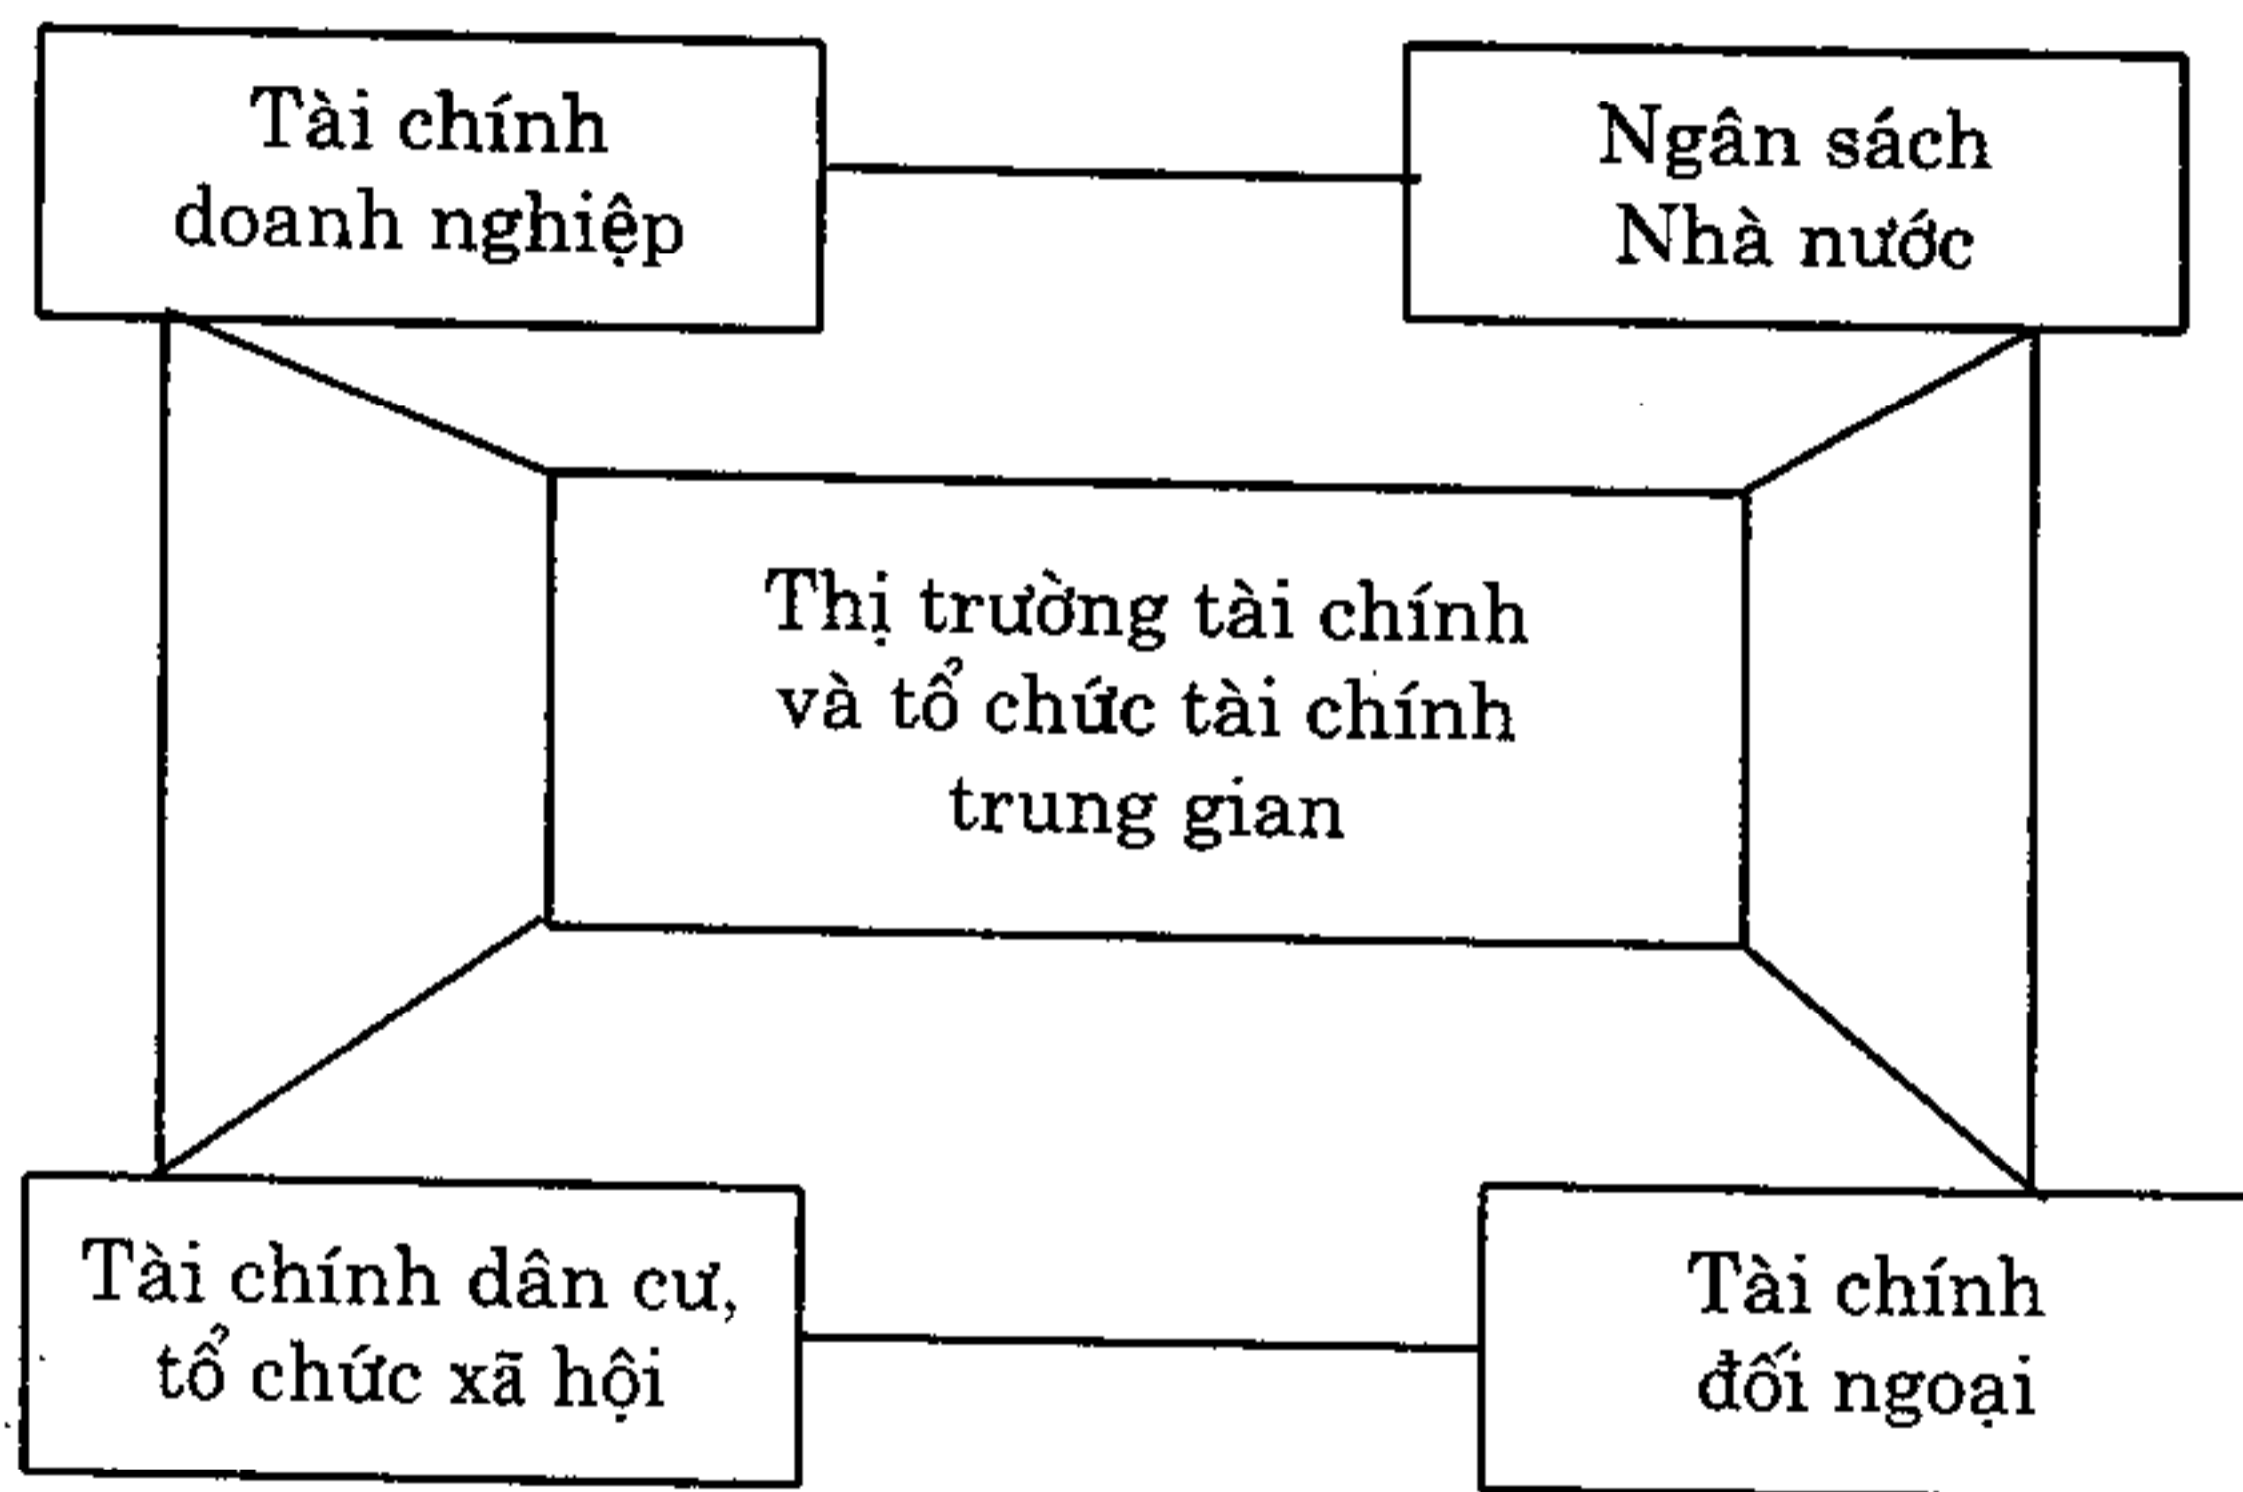 Tài chính
doanh nghiệp
Ngân sách
Nhà nước
Thị trường tài chính
và tổ chức tài chính
trung gian
Tài chính dân cư,
tổ chức xã hội
Tài chính
đối ngoại